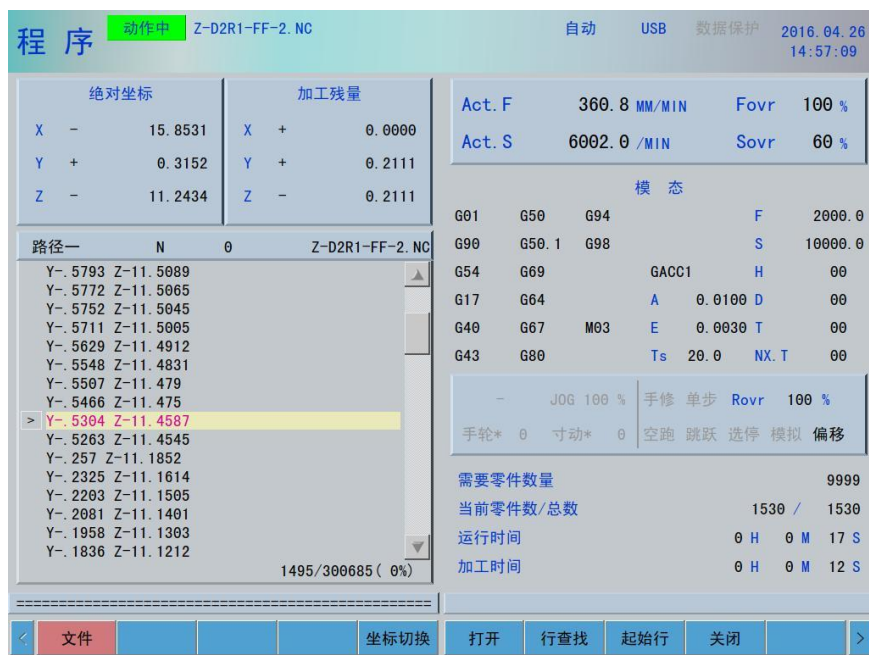 程 序 动作中 Z-D2R1-FF-2.NC 自动 USB 数据保护 2016.04.26
14:57:09
绝对坐标
X - 15.8531
Y + 0.3152
Z - 11.2434
加工残量
X + 0.0000
Y + 0.2111
Z - 0.2111
Act.F 360.8 MM/MIN Fovr 100 %
Act.S 6002.0 /MIN Sovr 60 %
路径一 N 0 Z-D2R1-FF-2.NC
Y-.5793 Z-11.5089
Y-.5772 Z-11.5065
Y-.5752 Z-11.5045
Y-.5711 Z-11.5005
Y-.5629 Z-11.4912
Y-.5548 Z-11.4831
Y-.5507 Z-11.479
Y-.5466 Z-11.475
> Y-.5304 Z-11.4587
Y-.5263 Z-11.4545
Y-.257 Z-11.1852
Y-.2325 Z-11.1614
Y-.2203 Z-11.1505
Y-.2081 Z-11.1401
Y-.1958 Z-11.1303
Y-.1836 Z-11.1212
1495/300685( 0%)
模 态
G01 G50 G94 F 2000.0
G90 G50.1 G98 S 10000.0
G54 G69 GACC1 H 00
G17 G64 A 0.0100 D 00
G40 G67 M03 E 0.0030 T 00
G43 G80 Ts 20.0 NX.T 00
- JOG 100 % 手修 单步 Rovr 100 %
手轮* 0 寸动* 0 空跑 跳跃 选停 模拟 偏移
需要零件数量 9999
当前零件数/总数 1530 / 1530
运行时间 0 H 0 M 17 S
加工时间 0 H 0 M 12 S
=================================================
< 文件 坐标切换 打开 行查找 起始行 关闭 >